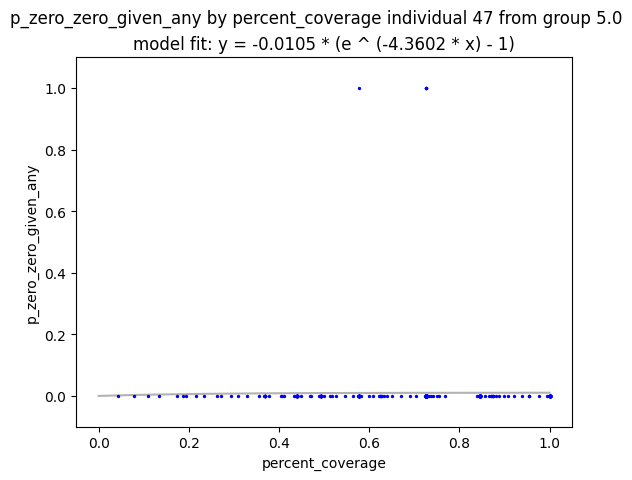 p_zero_zero_given_any by percent_coverage individual 47 from group 5.0
model fit: y = -0.0105 * (e ^ (-4.3602 * x) - 1)
1.0
0.8
0.6
0.4
0.2
0.0
p_zero_zero_given_any
0.0 0.2 0.4 0.6 0.8 1.0
percent_coverage